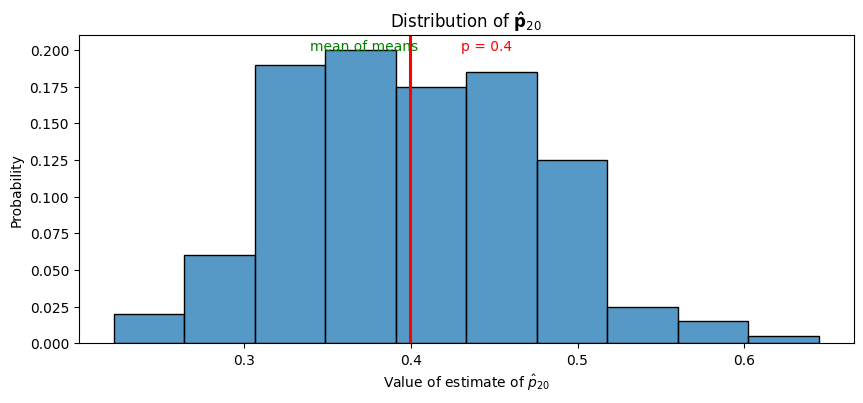 Distribution of p̂₂₀
mean of means
p = 0.4
0.200
0.175
0.150
0.125
0.100
0.075
0.050
0.025
0.000
Probability
0.3
0.4
0.5
0.6
Value of estimate of p̂₂₀